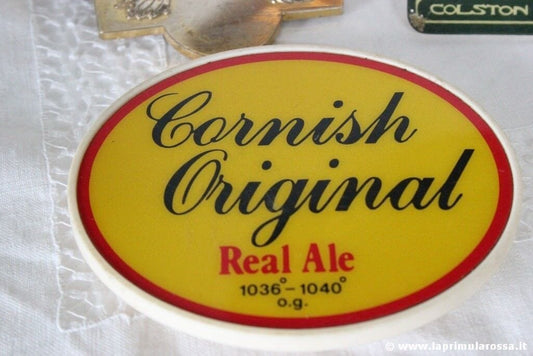 COLSTON
Cornish
Original
Real Ale
1036° – 1040°
o.g.
© www.laprimularossa.it